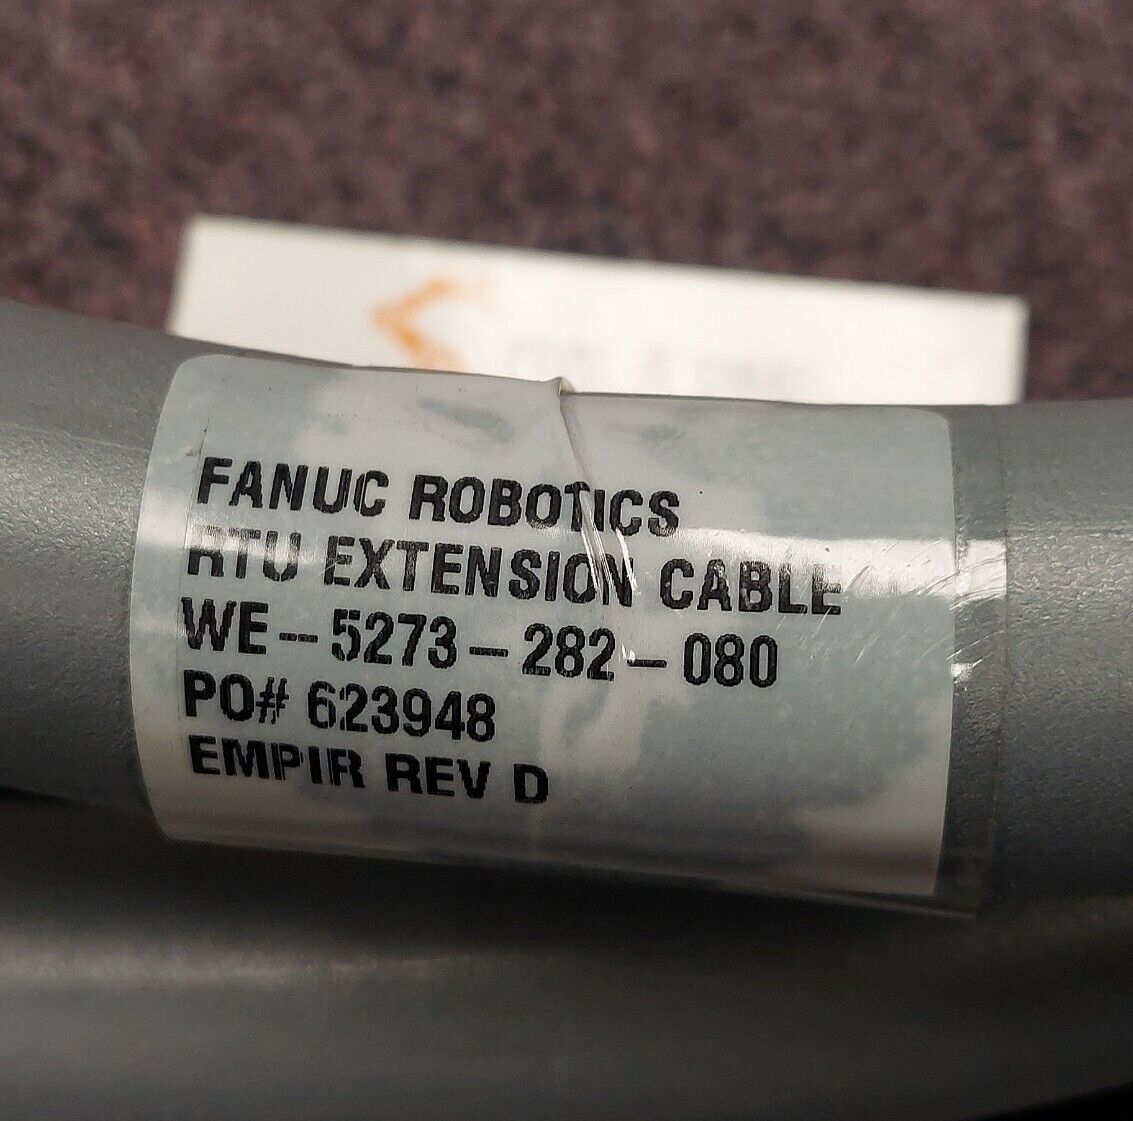 FANUC ROBOTICS
RTU EXTENSION CABLE
WE-5273-282-080
PO# 623948
EMPIR REV D